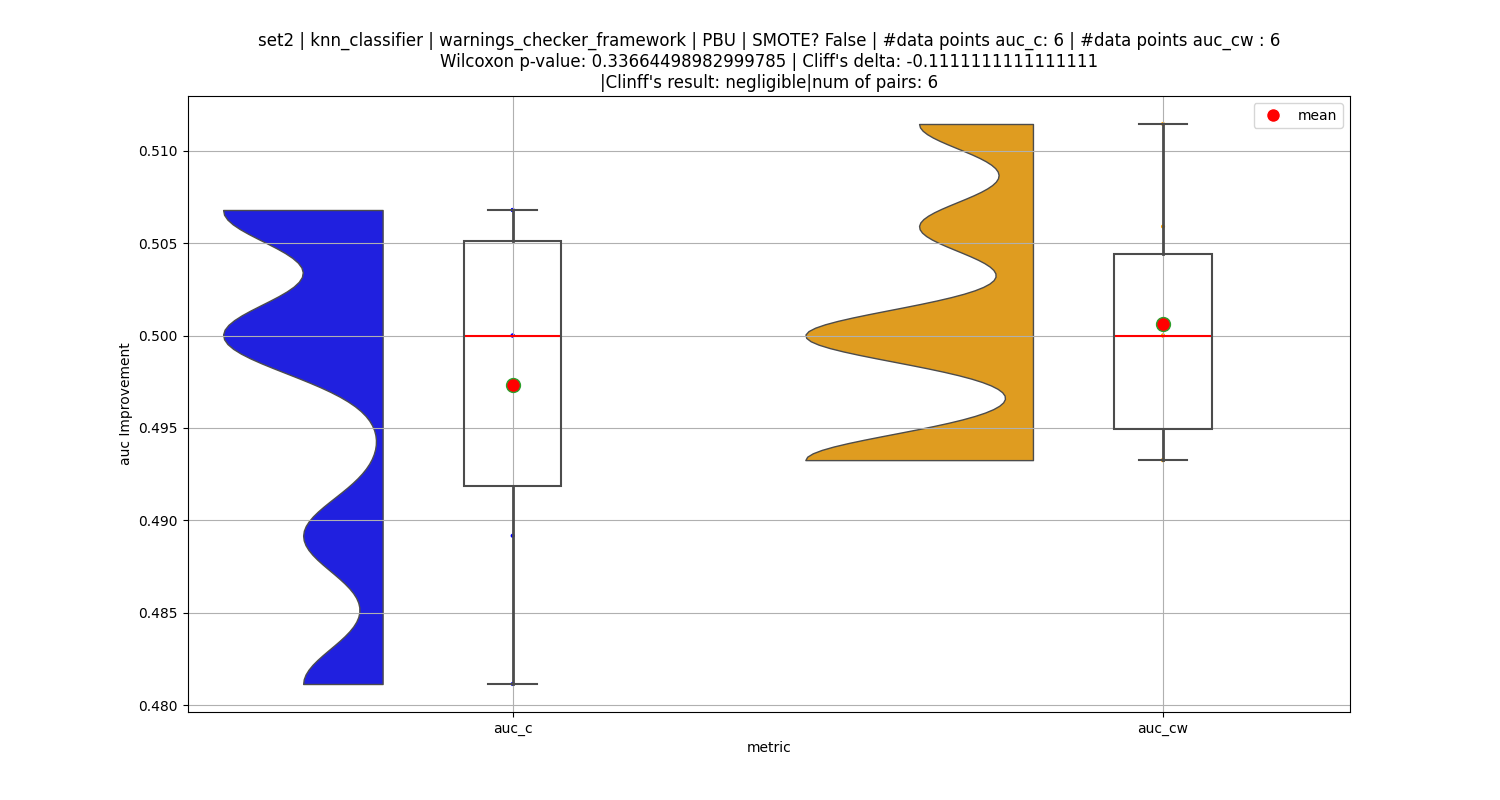 set2 | knn_classifier | warnings_checker_framework | PBU | SMOTE? False | #data points auc_c: 6 | #data points auc_cw : 6
Wilcoxon p-value: 0.33664498982999785 | Cliff's delta: -0.1111111111111111
|Clinff's result: negligible|num of pairs: 6
mean
0.510
0.505
0.500
0.495
0.490
0.485
0.480
auc Improvement
auc_c
auc_cw
metric